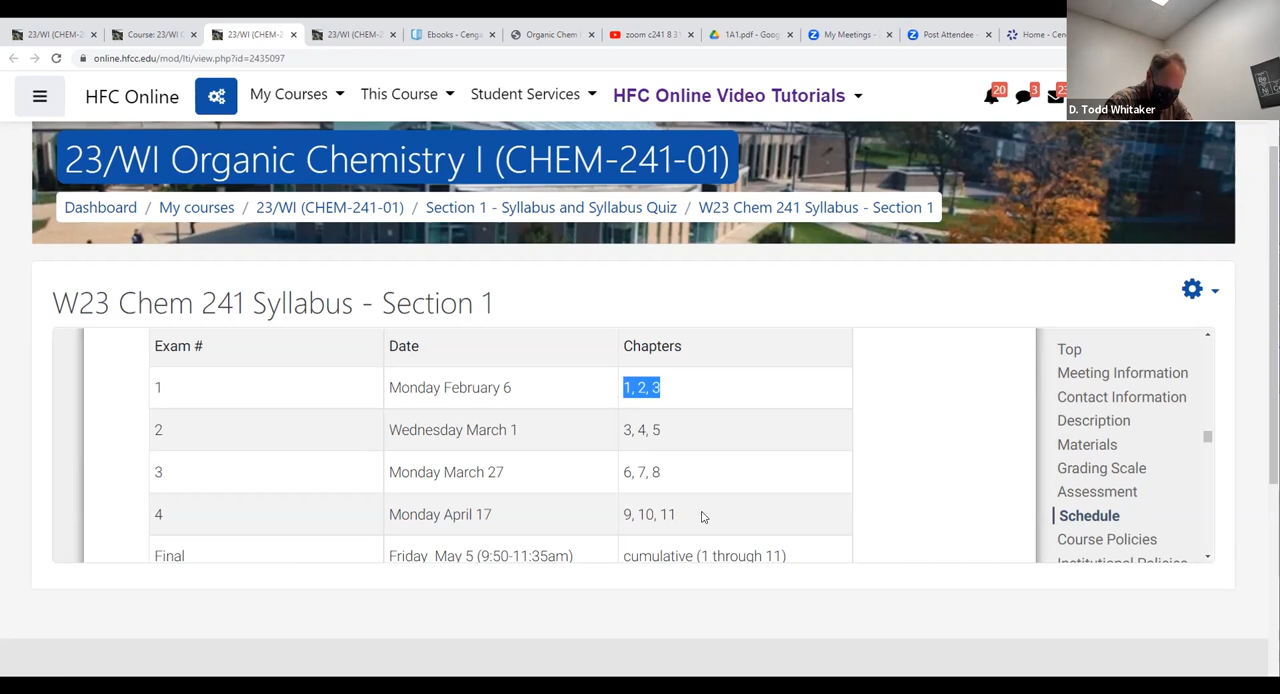 23/WI (CHEM-2
Course: 23/WI
23/WI (CHEM-2
23/WI (CHEM-2
Ebooks - Ceng
Organic Chem
zoom c241 8 31
1A1.pdf - Goog
My Meetings -
Post Attendee -
Home - Cen
online.hfcc.edu/mod/lti/view.php?id=2435097
HFC Online
My Courses
This Course
Student Services
HFC Online Video Tutorials
20
3
23
D. Todd Whitaker
23/WI Organic Chemistry I (CHEM-241-01)
Dashboard / My courses / 23/WI (CHEM-241-01) / Section 1 - Syllabus and Syllabus Quiz / W23 Chem 241 Syllabus - Section 1
W23 Chem 241 Syllabus - Section 1
Exam # Date Chapters
1 Monday February 6 1, 2, 3
2 Wednesday March 1 3, 4, 5
3 Monday March 27 6, 7, 8
4 Monday April 17 9, 10, 11
Final Friday May 5 (9:50-11:35am) cumulative (1 through 11)
Top
Meeting Information
Contact Information
Description
Materials
Grading Scale
Assessment
Schedule
Course Policies
Institutional Policies